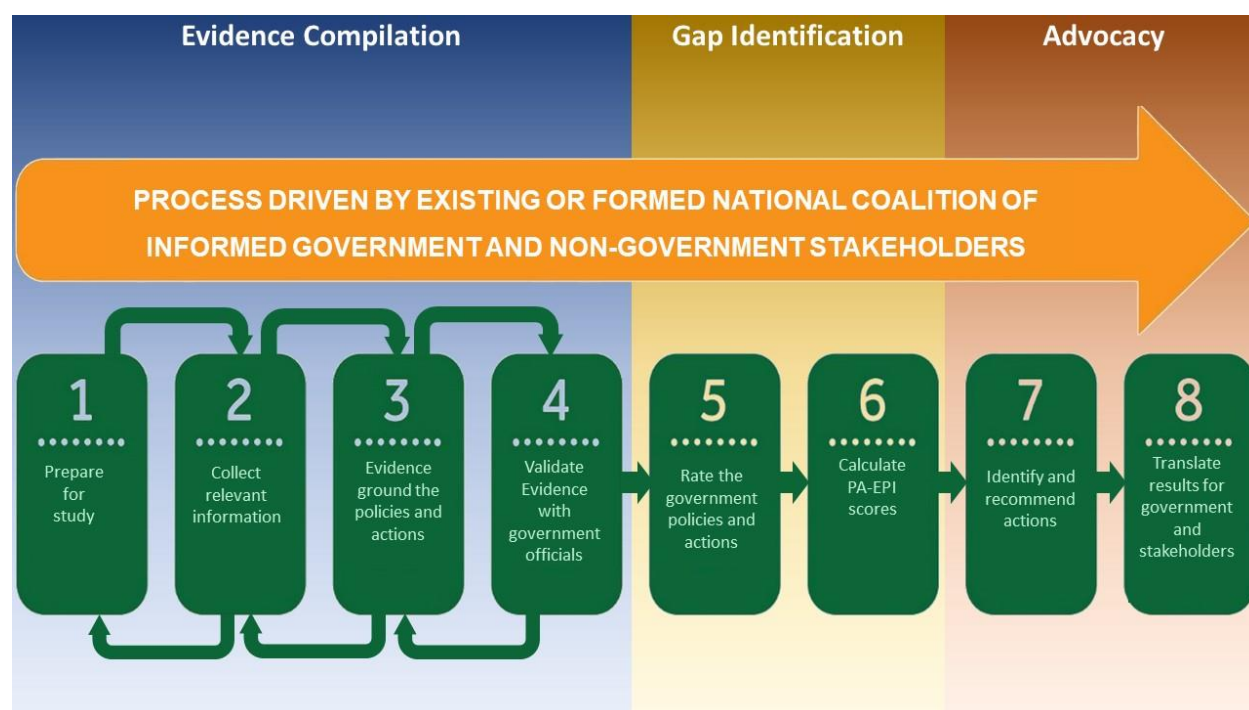 Evidence Compilation
Gap Identification
Advocacy
PROCESS DRIVEN BY EXISTING OR FORMED NATIONAL COALITION OF
INFORMED GOVERNMENT AND NON-GOVERNMENT STAKEHOLDERS
1
Prepare
for
study
2
Collect
relevant
information
3
Evidence
ground the
policies and
actions
4
Validate
Evidence
with
government
officials
5
Rate the
government
policies and
actions
6
Calculate
PA-EPI
scores
7
Identify and
recommend
actions
8
Translate
results for
government
and
stakeholders